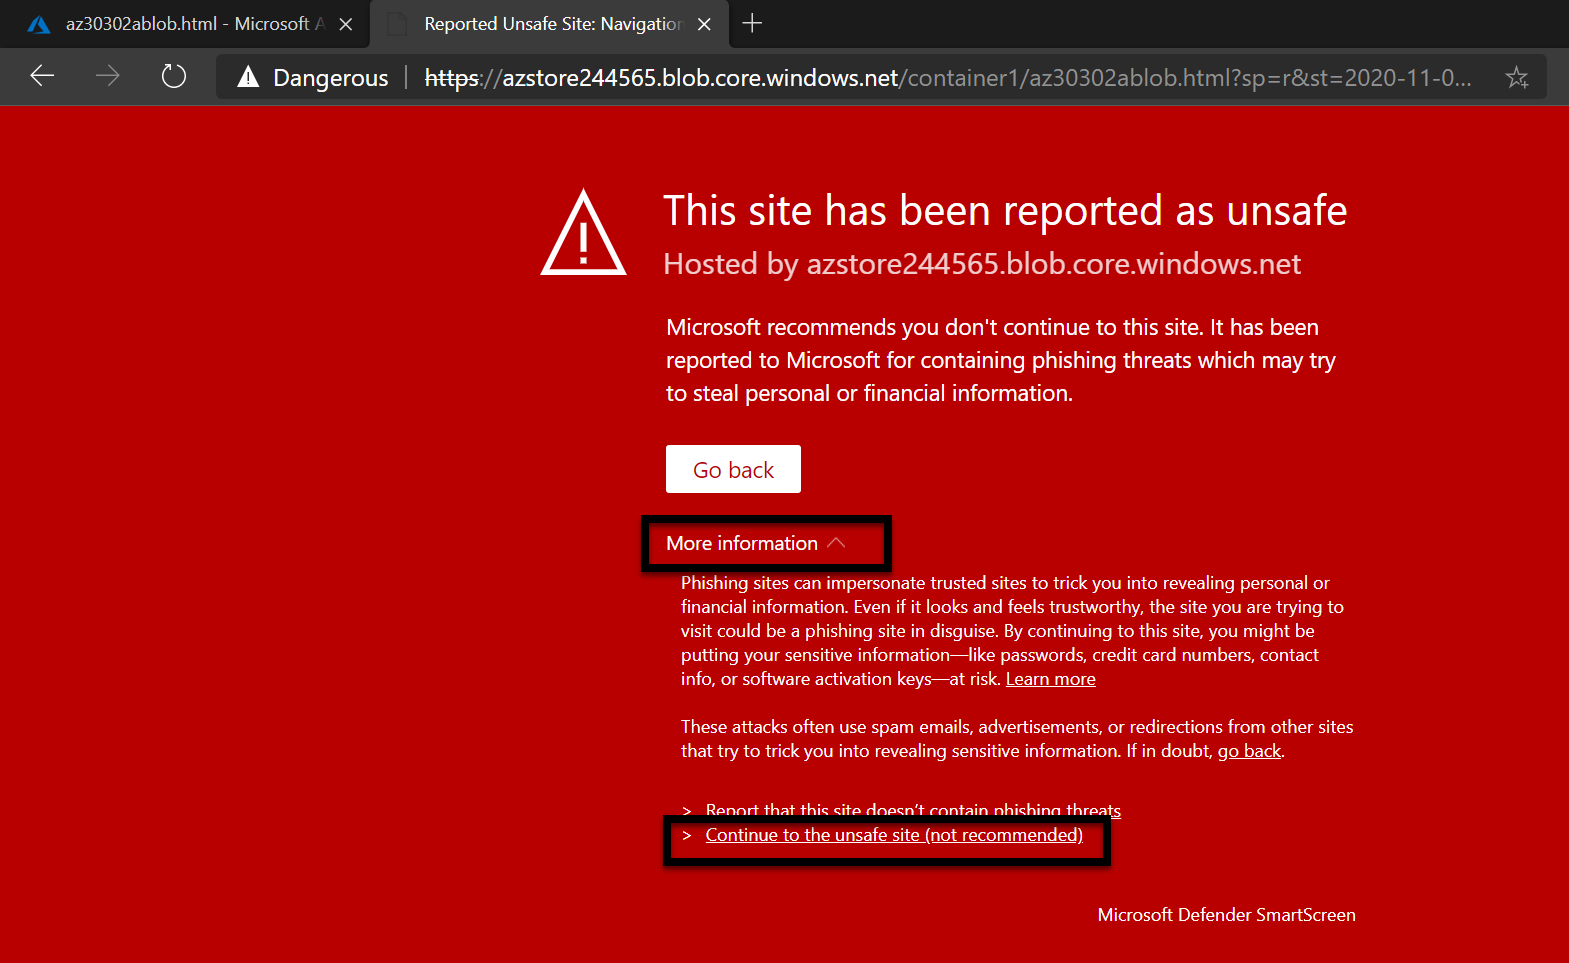 az30302ablob.html - Microsoft A
Reported Unsafe Site: Navigation
Dangerous
https://azstore244565.blob.core.windows.net/container1/az30302ablob.html?sp=r&st=2020-11-0...
This site has been reported as unsafe
Hosted by azstore244565.blob.core.windows.net
Microsoft recommends you don't continue to this site. It has been
reported to Microsoft for containing phishing threats which may try
to steal personal or financial information.
Go back
More information
Phishing sites can impersonate trusted sites to trick you into revealing personal or
financial information. Even if it looks and feels trustworthy, the site you are trying to
visit could be a phishing site in disguise. By continuing to this site, you might be
putting your sensitive information—like passwords, credit card numbers, contact
info, or software activation keys—at risk. Learn more
These attacks often use spam emails, advertisements, or redirections from other sites
that try to trick you into revealing sensitive information. If in doubt, go back.
> Report that this site doesn't contain phishing threats
> Continue to the unsafe site (not recommended)
Microsoft Defender SmartScreen